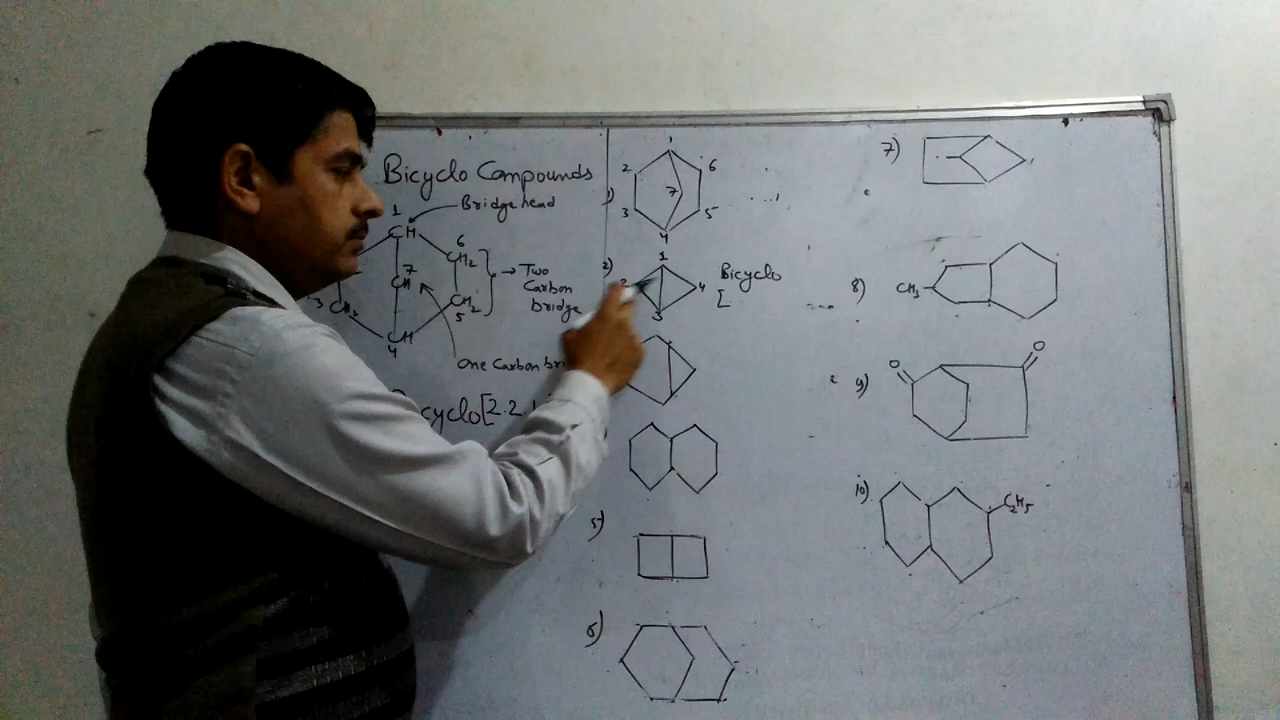 Bicyclo Compounds
1 Bridge head
CH
6
CH2
7
CH
→ Two
Carbon
bridge
3 CH2
CH2
5
CH
4
One Carbon
cyclo[2.2.
1)
1
2
6
7
3
5
4
2)
1
2
4
3
Bicyclo
[
5)
6)
7)
8)
CH3
9)
O
O
10)
C2H5